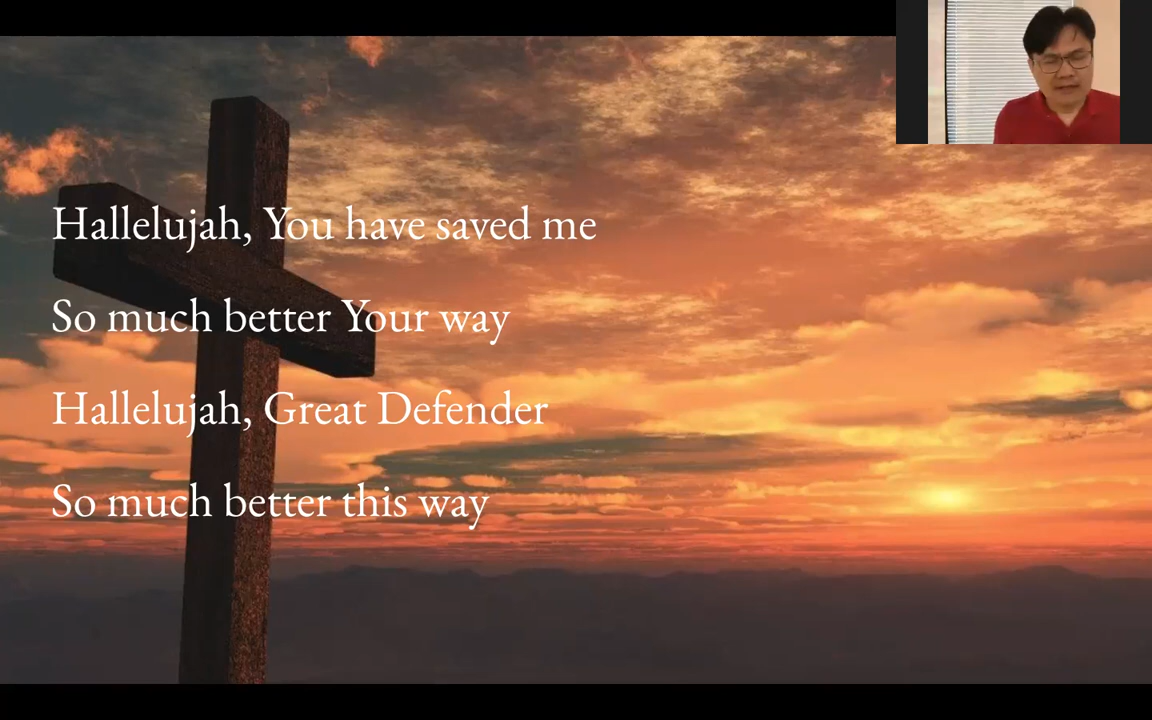 Hallelujah, You have saved me
So much better Your way
Hallelujah, Great Defender
So much better this way